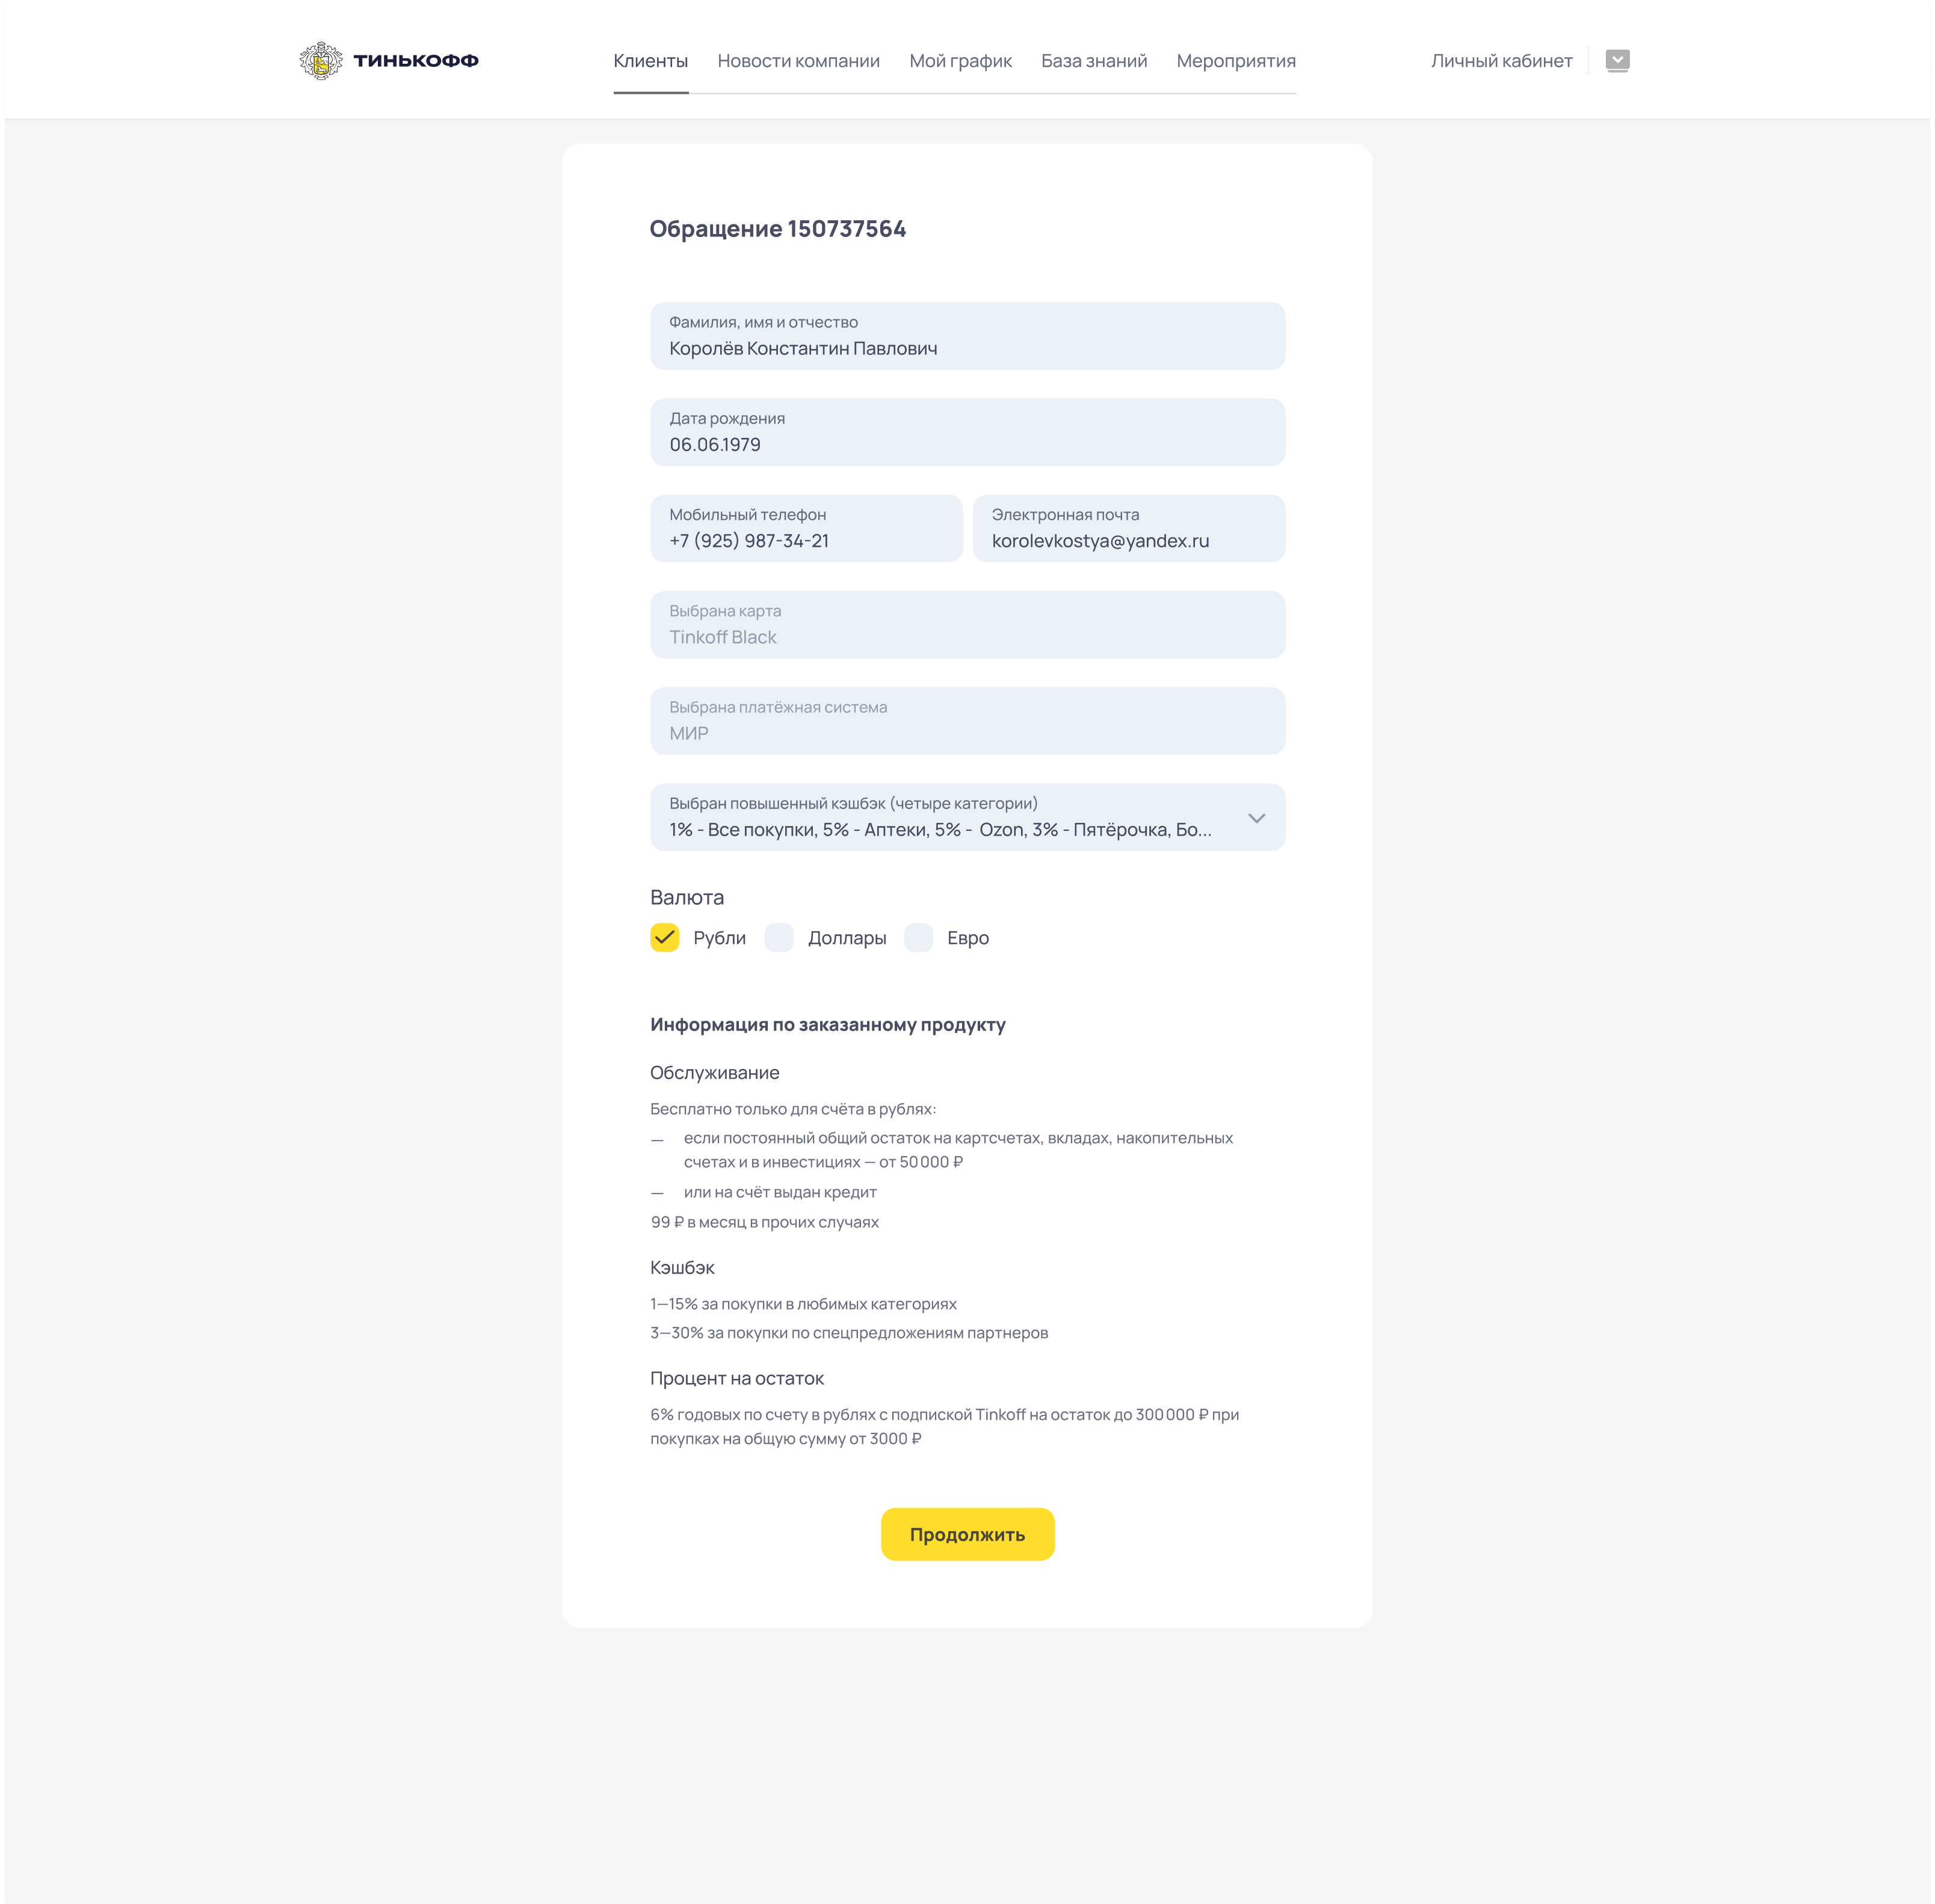 ТИНЬКОФФ
Клиенты Новости компании Мой график База знаний Мероприятия
Личный кабинет
Обращение 150737564
Фамилия, имя и отчество
Королёв Константин Павлович
Дата рождения
06.06.1979
Мобильный телефон
+7 (925) 987-34-21
Электронная почта
korolevkostya@yandex.ru
Выбрана карта
Tinkoff Black
Выбрана платёжная система
МИР
Выбран повышенный кэшбэк (четыре категории)
1% - Все покупки, 5% - Аптеки, 5% - Ozon, 3% - Пятёрочка, Бо...
Валюта
Рубли Доллары Евро
Информация по заказанному продукту
Обслуживание
Бесплатно только для счёта в рублях:
— если постоянный общий остаток на картсчетах, вкладах, накопительных
счетах и в инвестициях — от 50 000 ₽
— или на счёт выдан кредит
99 ₽ в месяц в прочих случаях
Кэшбэк
1—15% за покупки в любимых категориях
3—30% за покупки по спецпредложениям партнеров
Процент на остаток
6% годовых по счету в рублях с подпиской Tinkoff на остаток до 300 000 ₽ при
покупках на общую сумму от 3000 ₽
Продолжить